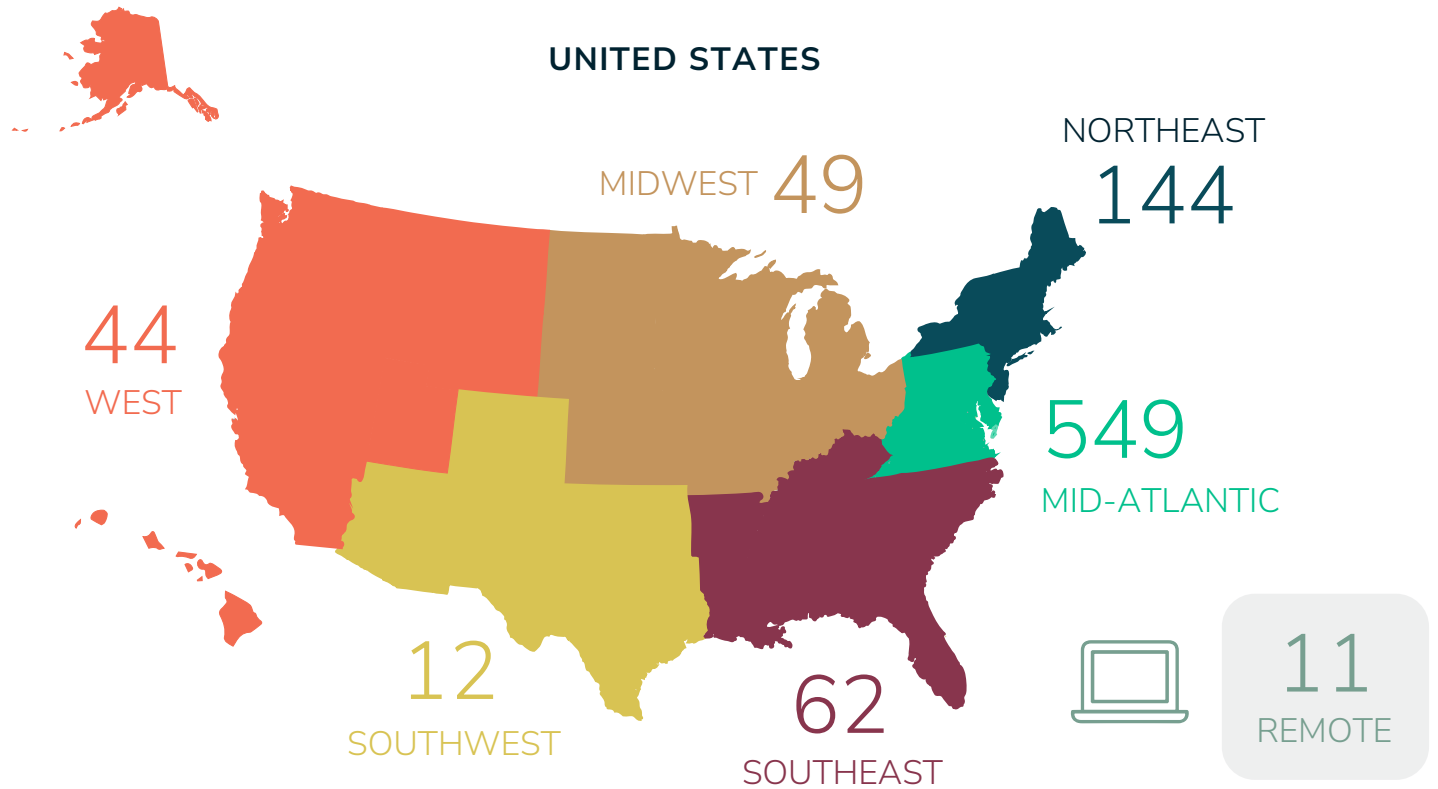 UNITED STATES
NORTHEAST
144
MIDWEST 49
44
WEST
549
MID-ATLANTIC
12
SOUTHWEST
62
SOUTHEAST
11
REMOTE